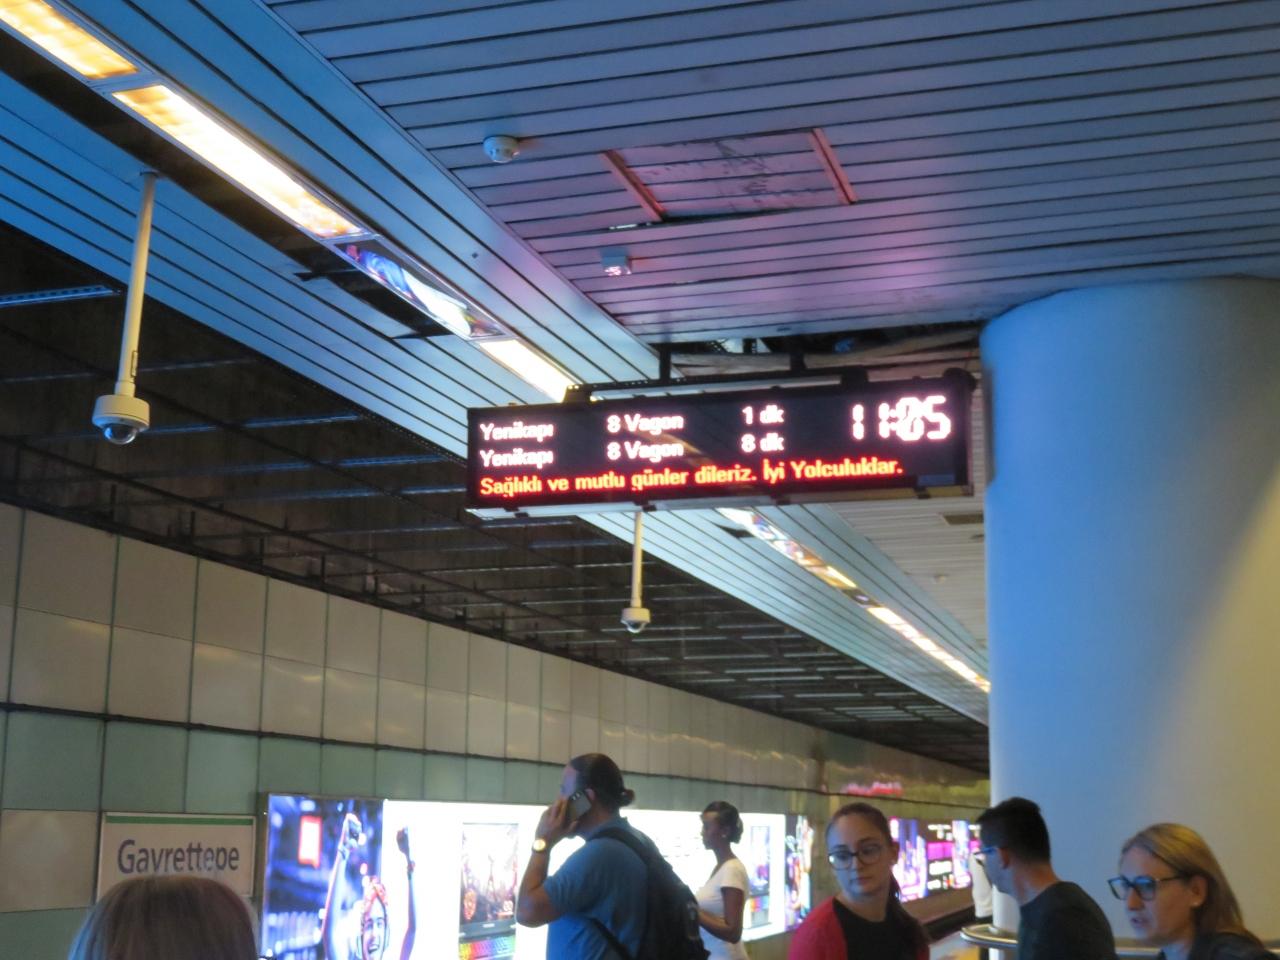 Yenikapı 8 Vagon 1 dk 11:05
Yenikapı 8 Vagon 8 dk
Sağlıklı ve mutlu günler dileriz. İyi Yolculuklar.
Gayrettepe